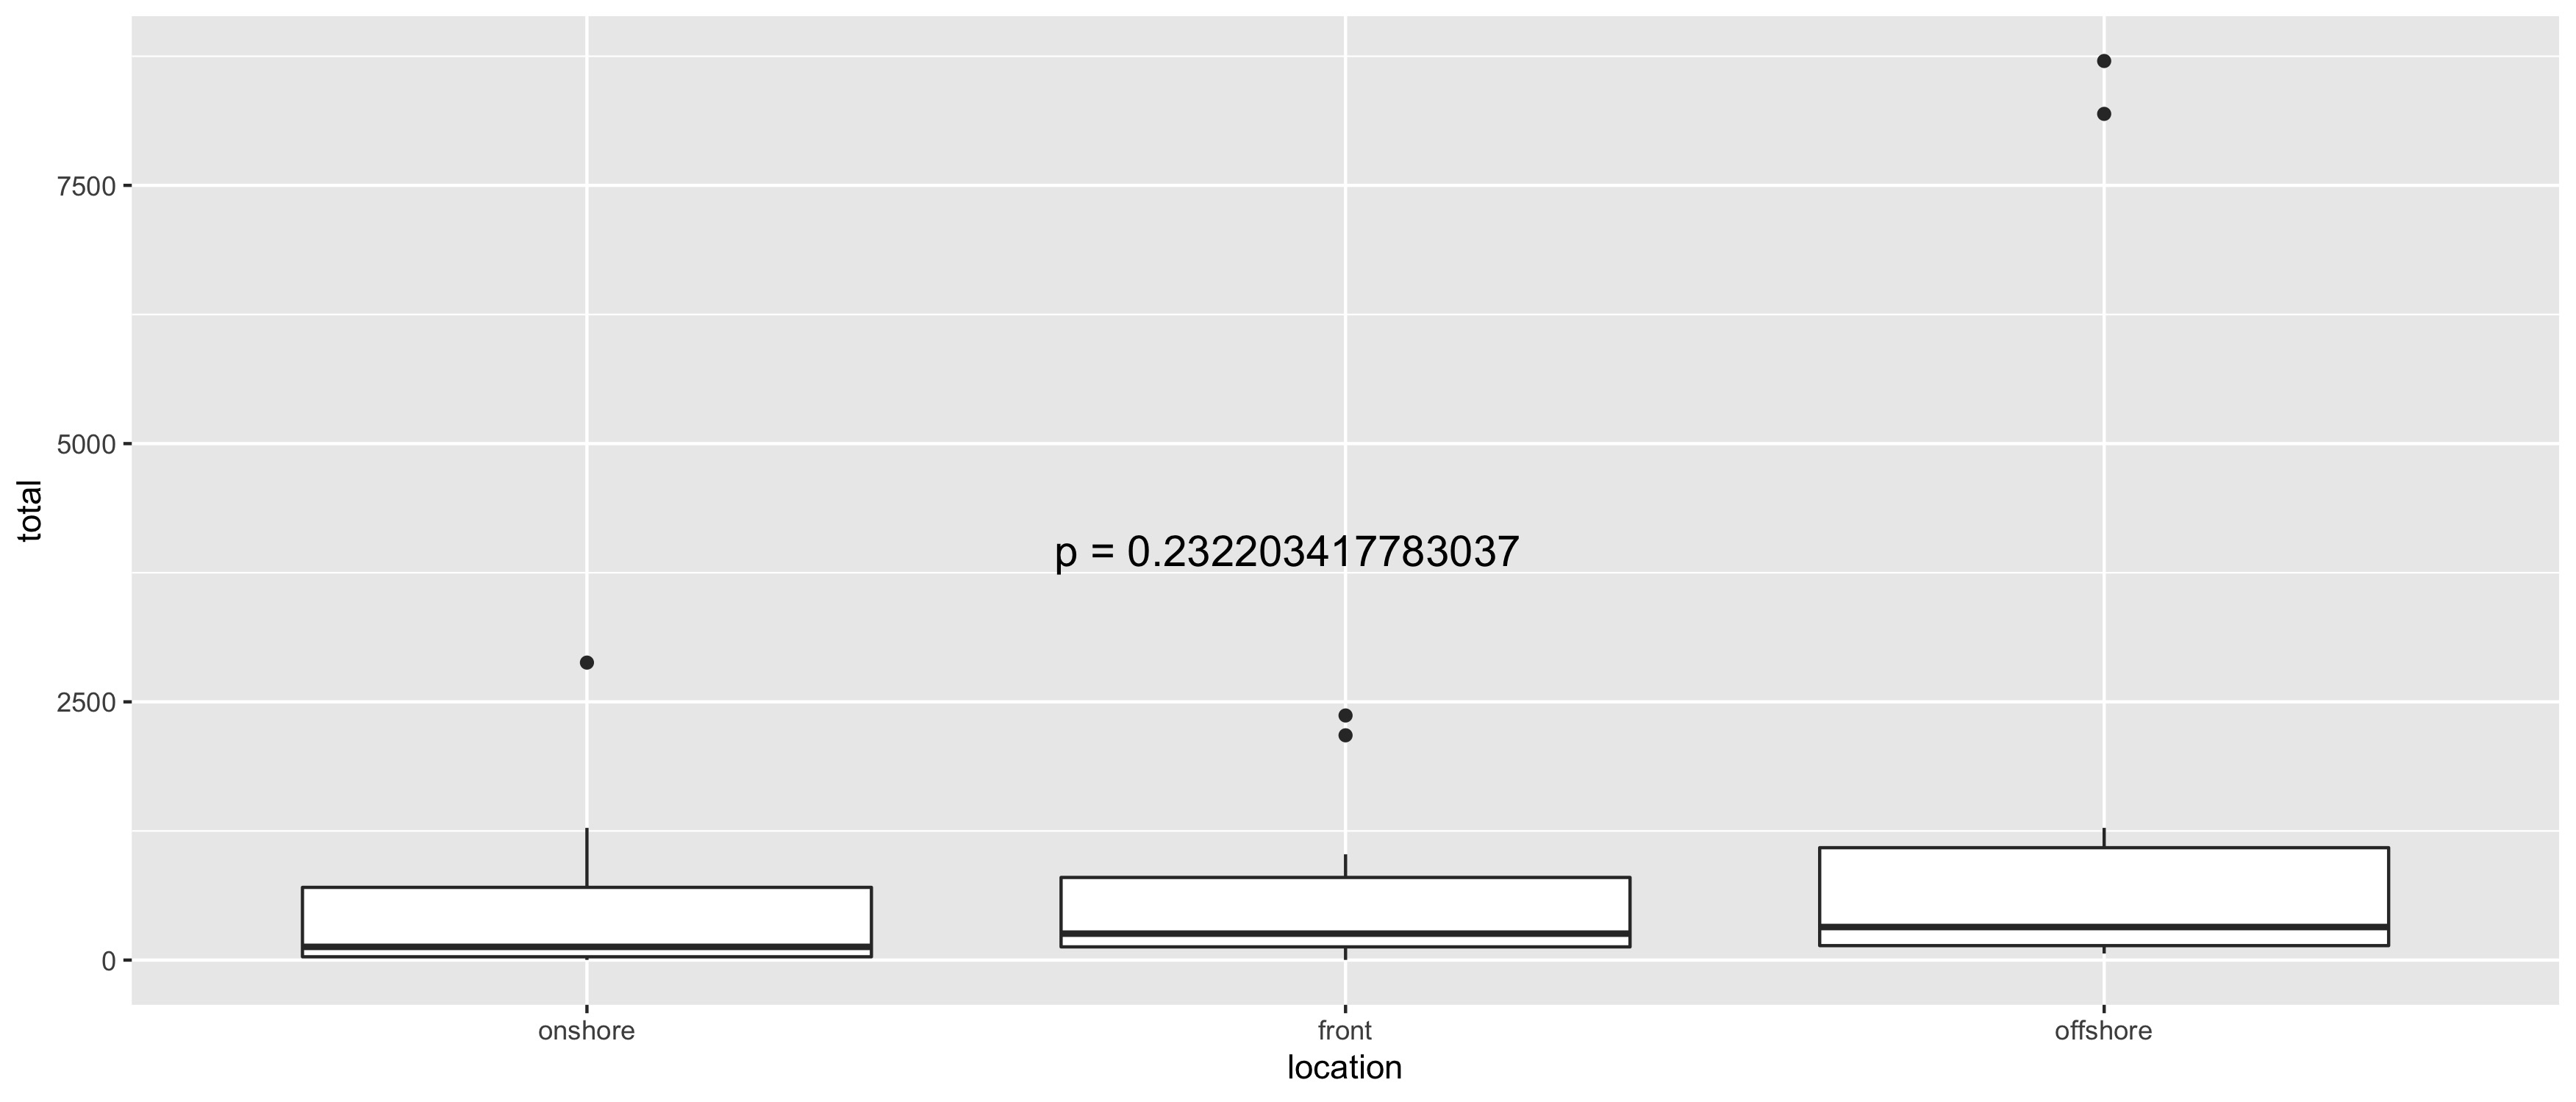 7500
5000
2500
0
total
p = 0.232203417783037
onshore
front
offshore
location